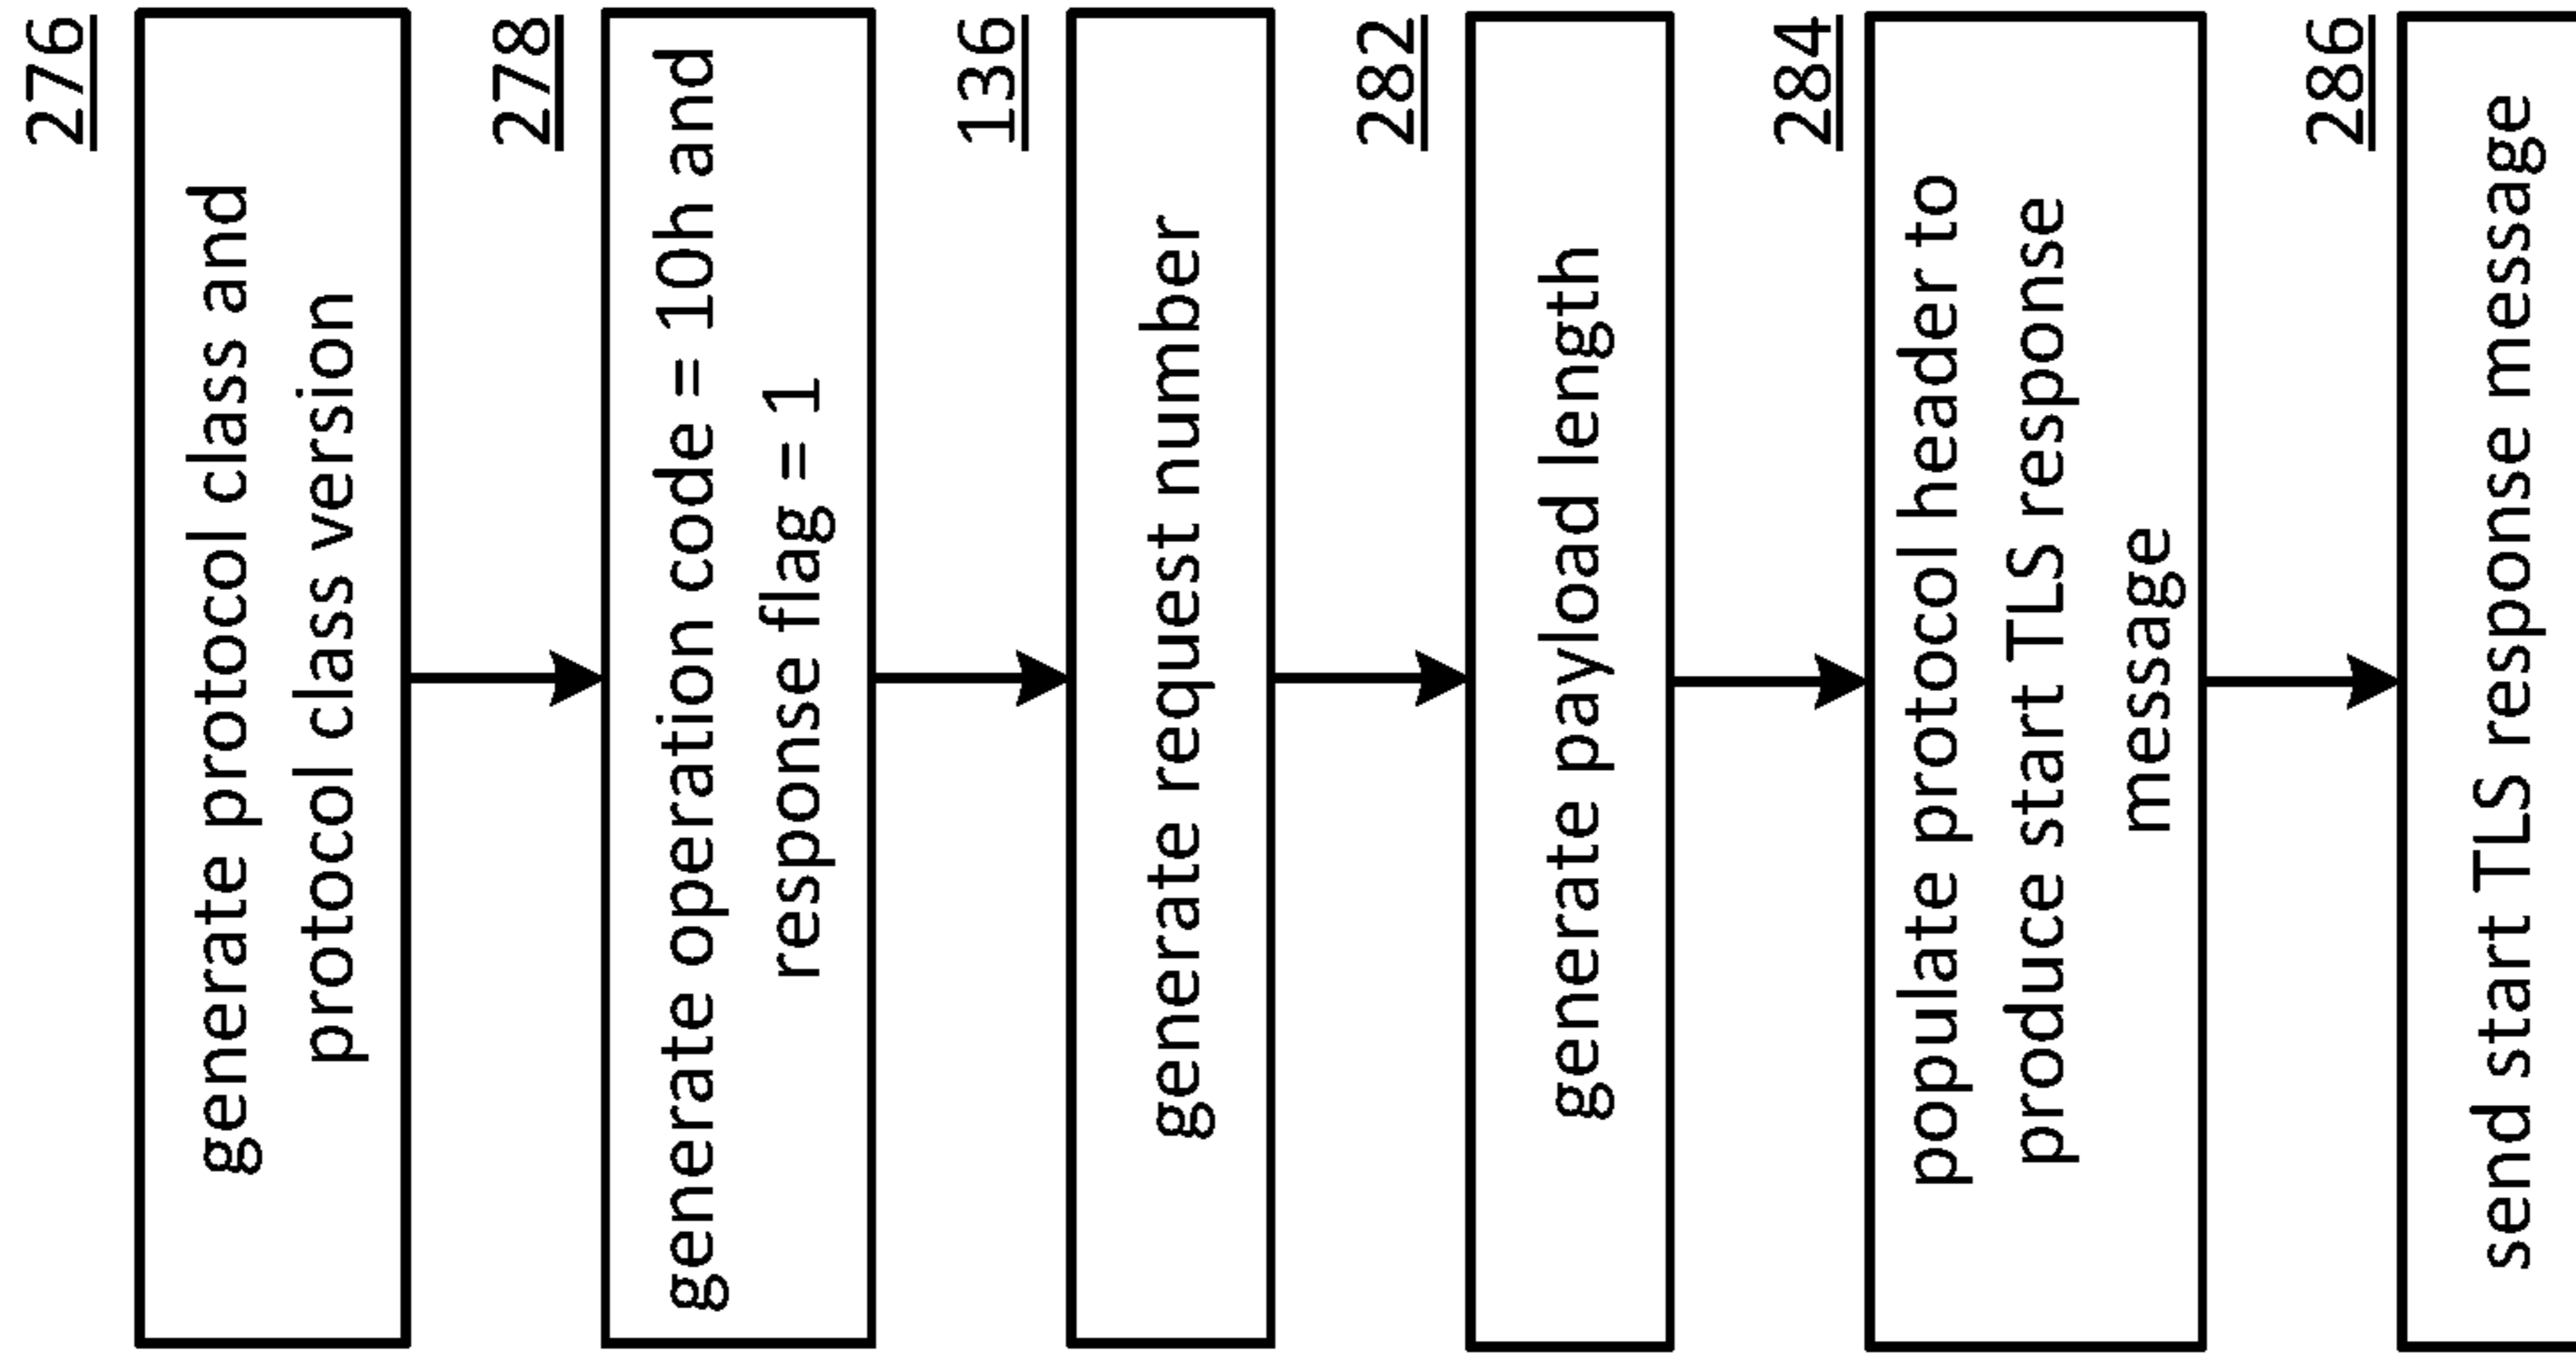 276
generate protocol class and
protocol class version
278
generate operation code = 10h and
response flag = 1
136
generate request number
282
generate payload length
284
populate protocol header to
produce start TLS response
message
286
send start TLS response message